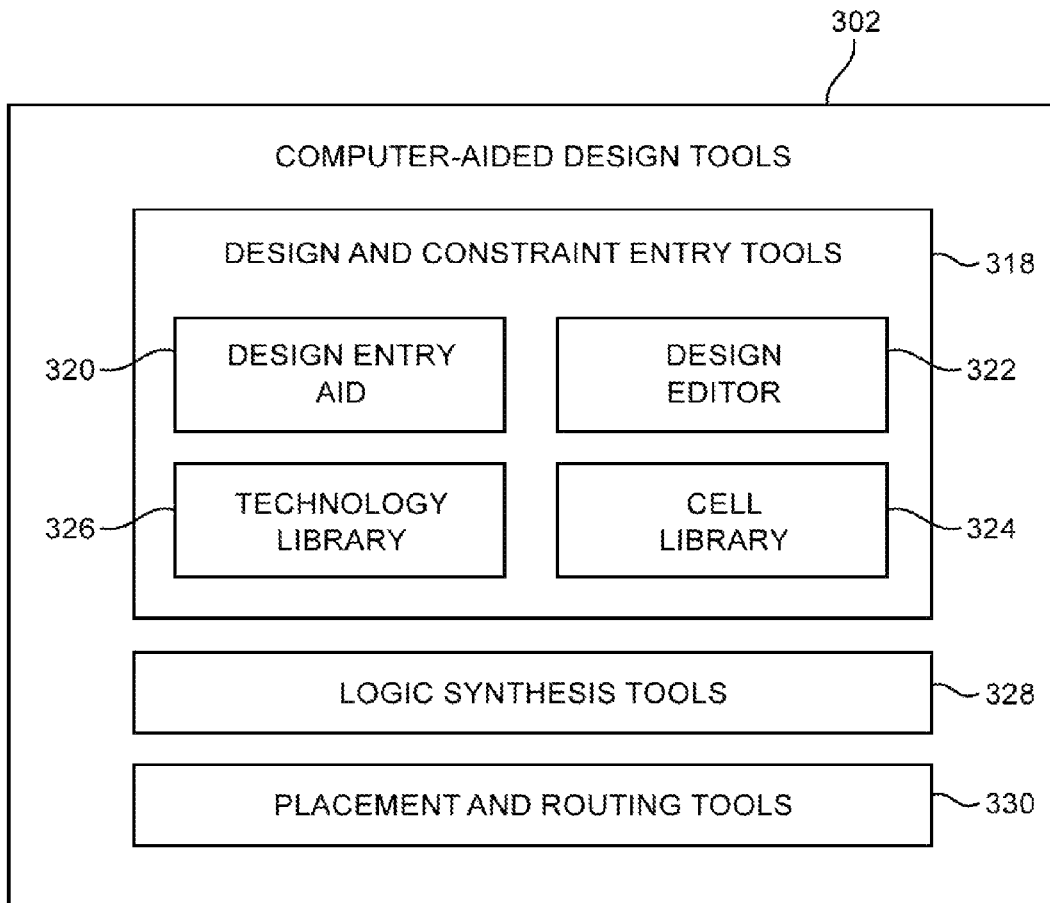 302
COMPUTER-AIDED DESIGN TOOLS
DESIGN AND CONSTRAINT ENTRY TOOLS
318
320
DESIGN ENTRY
AID
DESIGN
EDITOR
322
326
TECHNOLOGY
LIBRARY
CELL
LIBRARY
324
LOGIC SYNTHESIS TOOLS
328
PLACEMENT AND ROUTING TOOLS
330